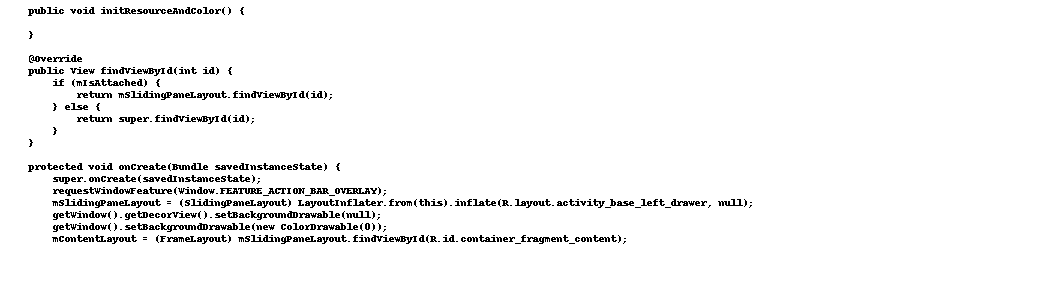 public void initResourceAndColor() {
}
@Override
public View findViewById(int id) {
if (mIsAttached) {
return mSlidingPaneLayout.findViewById(id);
} else {
return super.findViewById(id);
}
}
protected void onCreate(Bundle savedInstanceState) {
super.onCreate(savedInstanceState);
requestWindowFeature(Window.FEATURE_ACTION_BAR_OVERLAY);
mSlidingPaneLayout = (SlidingPaneLayout) LayoutInflater.from(this).inflate(R.layout.activity_base_left_drawer, null);
getWindow().getDecorView().setBackgroundDrawable(null);
getWindow().setBackgroundDrawable(new ColorDrawable(0));
mContentLayout = (FrameLayout) mSlidingPaneLayout.findViewById(R.id.container_fragment_content);